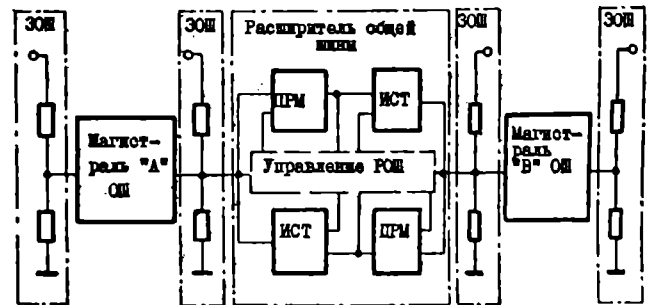 ЗОШ
ЗОШ
Расширитель общей
шины
ЗОШ
ЗОШ
ПРМ
ИСТ
Магист-
раль "А"
ОШ
Управление РОШ
Магист-
раль
"В" ОШ
ИСТ
ПРМ